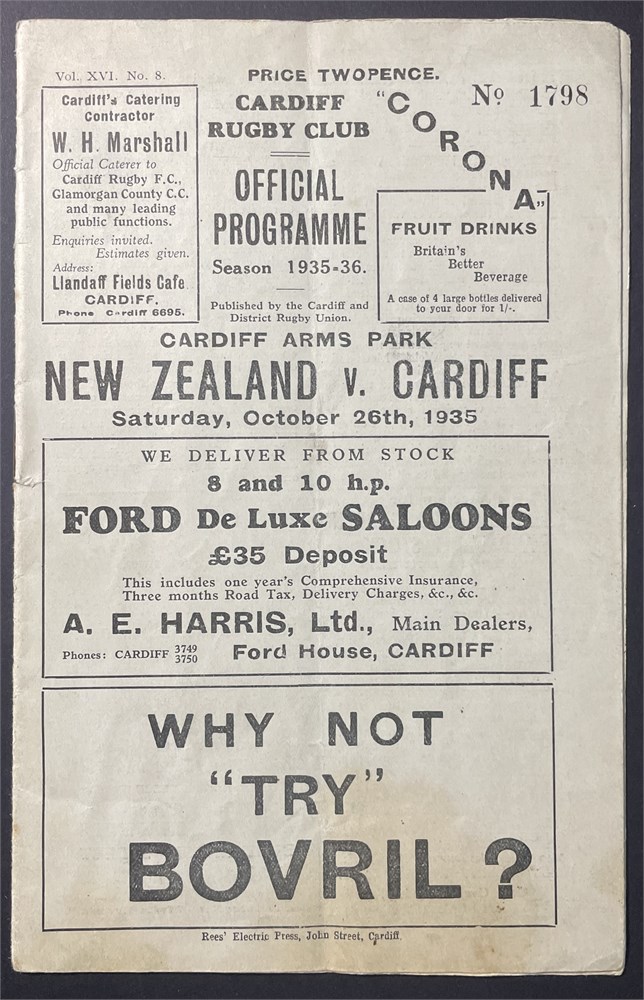 Vol. XVI. No. 8.
PRICE TWOPENCE.
No 1798
Cardiff's Catering
Contractor
W. H. Marshall
Official Caterer to
Cardiff Rugby F.C.,
Glamorgan County C.C.
and many leading
public functions.
Enquiries invited.
Estimates given.
Address:
Llandaff Fields Cafe
CARDIFF.
Phone Cardiff 6695.
CARDIFF
RUGBY CLUB
OFFICIAL
PROGRAMME
Season 1935-36.
Published by the Cardiff and
District Rugby Union.
"CORONA"
FRUIT DRINKS
Britain's
Better
Beverage
A case of 4 large bottles delivered
to your door for 1/-.
CARDIFF ARMS PARK
NEW ZEALAND v. CARDIFF
Saturday, October 26th, 1935
WE DELIVER FROM STOCK
8 and 10 h.p.
FORD De Luxe SALOONS
£35 Deposit
This includes one year's Comprehensive Insurance,
Three months Road Tax, Delivery Charges, &c., &c.
A. E. HARRIS, Ltd., Main Dealers,
Phones: CARDIFF 3749 3750 Ford House, CARDIFF
WHY NOT
"TRY"
BOVRIL?
Rees' Electric Press, John Street, Cardiff.